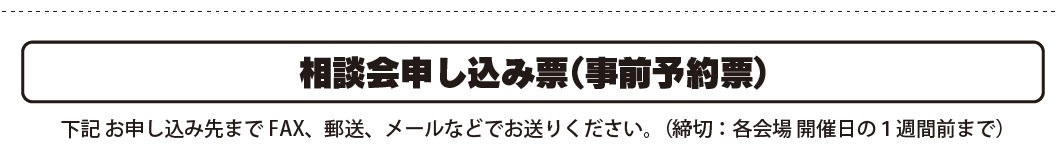 相談会申し込み票（事前予約票）
下記 お申し込み先まで FAX、郵送、メールなどでお送りください。（締切：各会場 開催日の１週間前まで）